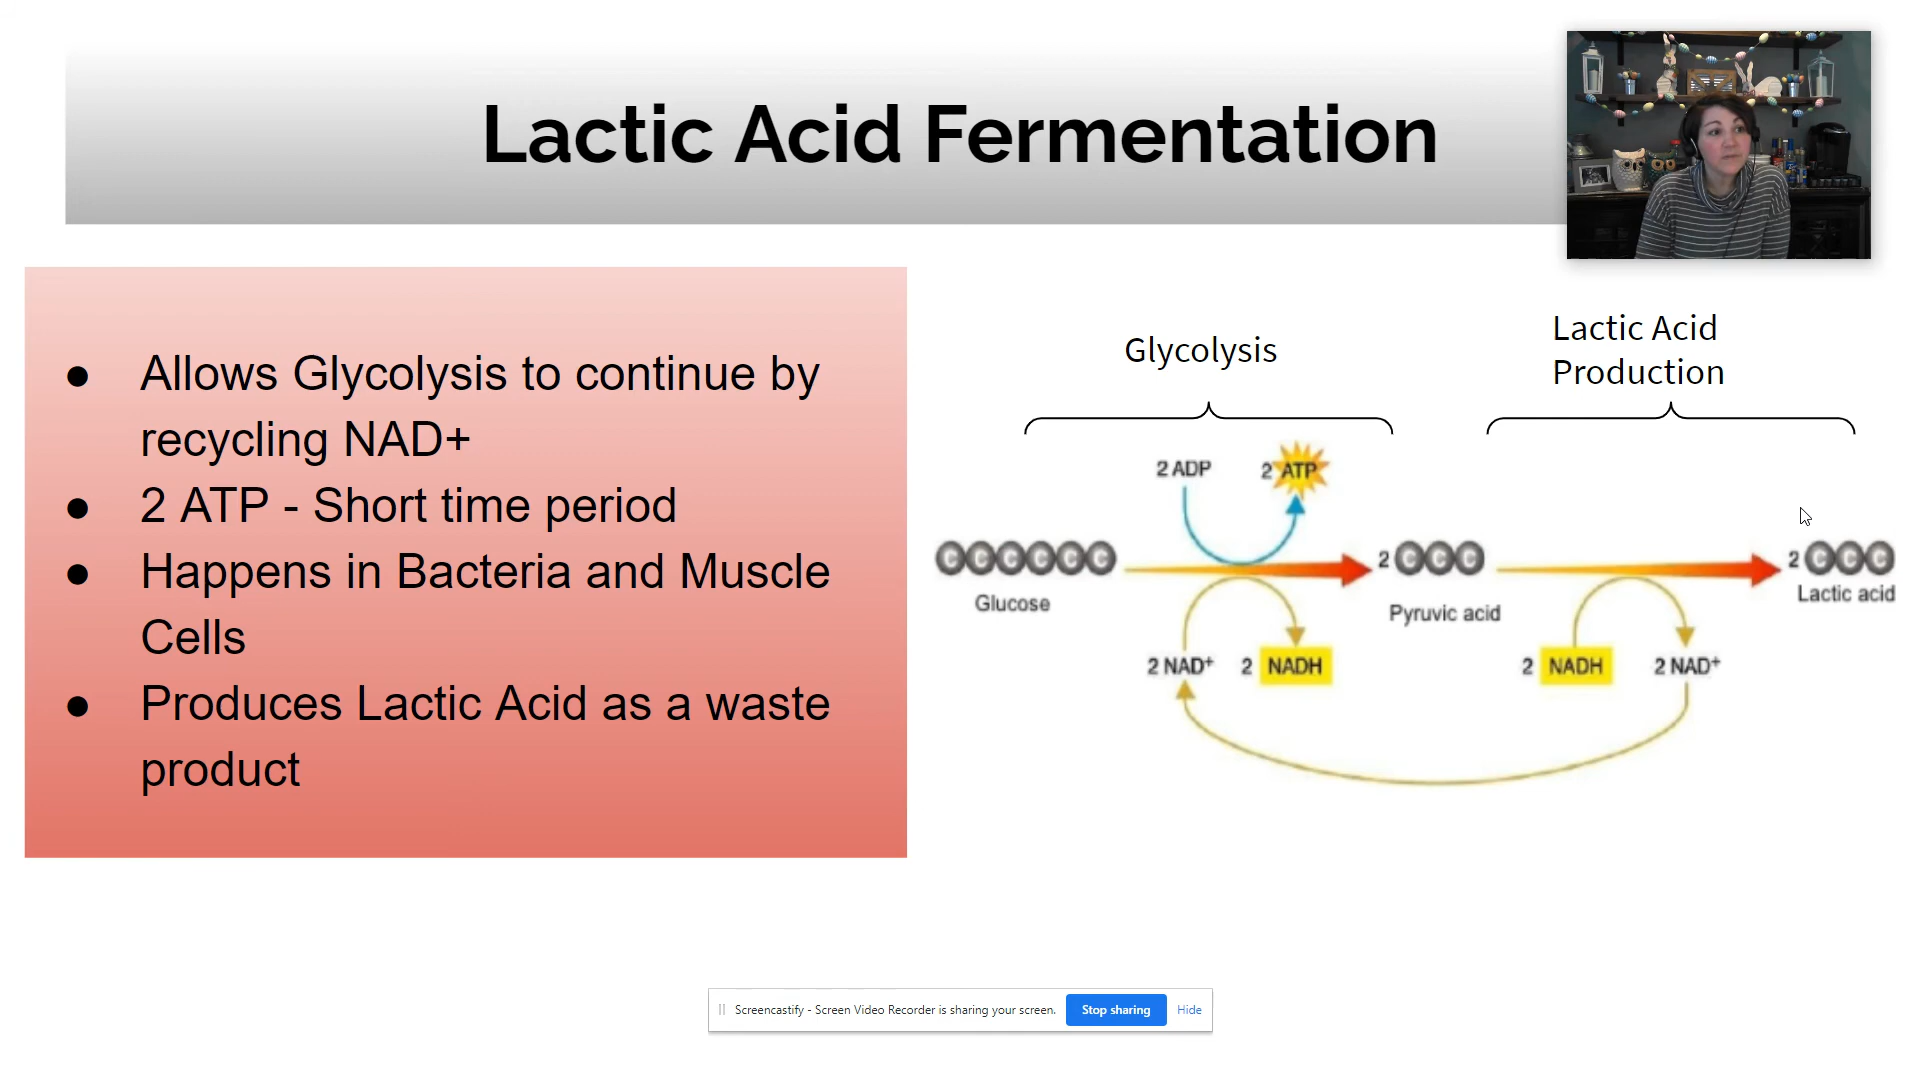 Lactic Acid Fermentation
● Allows Glycolysis to continue by
recycling NAD+
● 2 ATP - Short time period
● Happens in Bacteria and Muscle
Cells
● Produces Lactic Acid as a waste
product
Glycolysis
Lactic Acid
Production
2 ADP 2 ATP
C C C C C C
2 C C C
2 C C C
Glucose
Pyruvic acid
Lactic acid
2 NAD⁺ 2 NADH
2 NADH 2 NAD⁺
Screencastify - Screen Video Recorder is sharing your screen. Stop sharing Hide